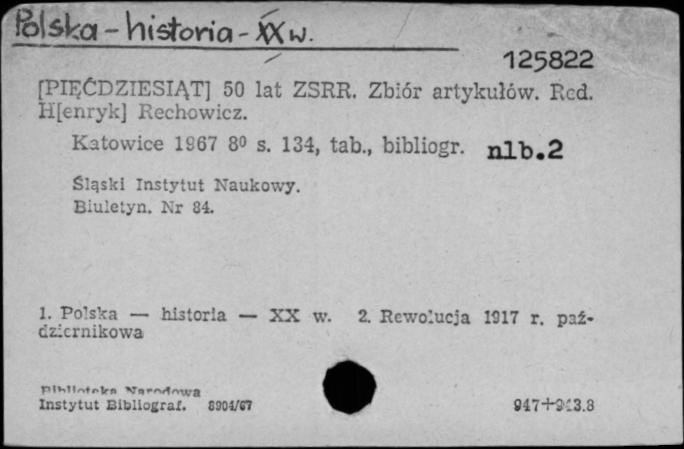 Polska - historia - XX w.
125822
[PIĘĆDZIESIĄT] 50 lat ZSRR. Zbiór artykułów. Red.
H[enryk] Rechowicz.
Katowice 1967 8⁰ s. 134, tab., bibliogr. nlb.2
Śląski Instytut Naukowy.
Biuletyn. Nr 84.
1. Polska — historia — XX w. 2. Rewolucja 1917 r. paź-
dziernikowa
Biblioteka Narodowa
Instytut Bibliograf. 8904/67
947+943.8